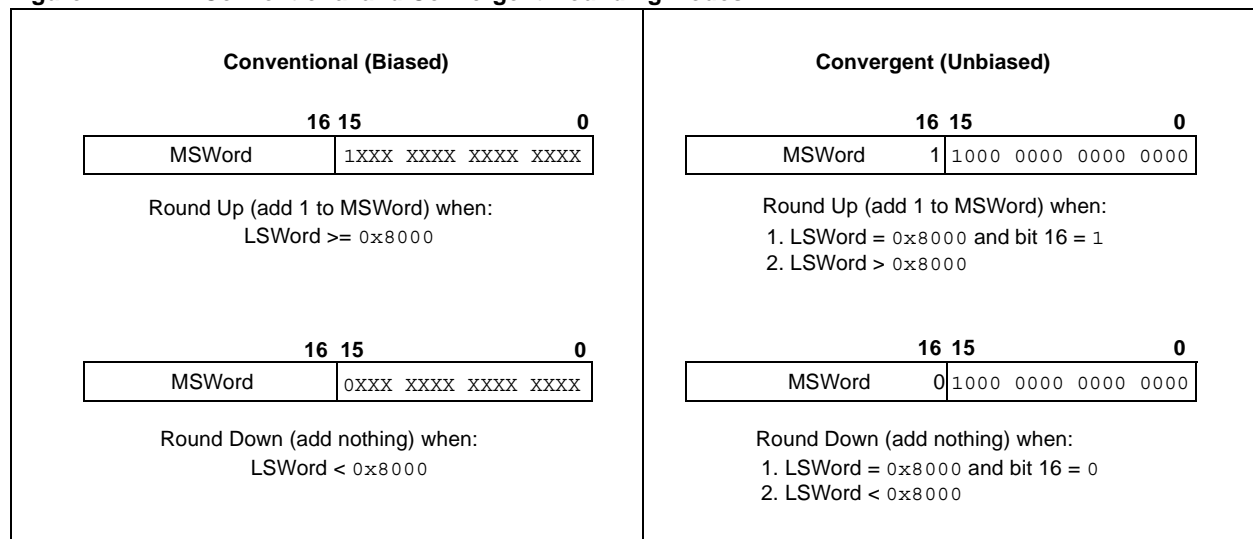 Conventional (Biased)
16 15 0
MSWord 1XXX XXXX XXXX XXXX
Round Up (add 1 to MSWord) when:
LSWord >= 0x8000
16 15 0
MSWord 0XXX XXXX XXXX XXXX
Round Down (add nothing) when:
LSWord < 0x8000
Convergent (Unbiased)
16 15 0
MSWord 1 1000 0000 0000 0000
Round Up (add 1 to MSWord) when:
1. LSWord = 0x8000 and bit 16 = 1
2. LSWord > 0x8000
16 15 0
MSWord 0 1000 0000 0000 0000
Round Down (add nothing) when:
1. LSWord = 0x8000 and bit 16 = 0
2. LSWord < 0x8000